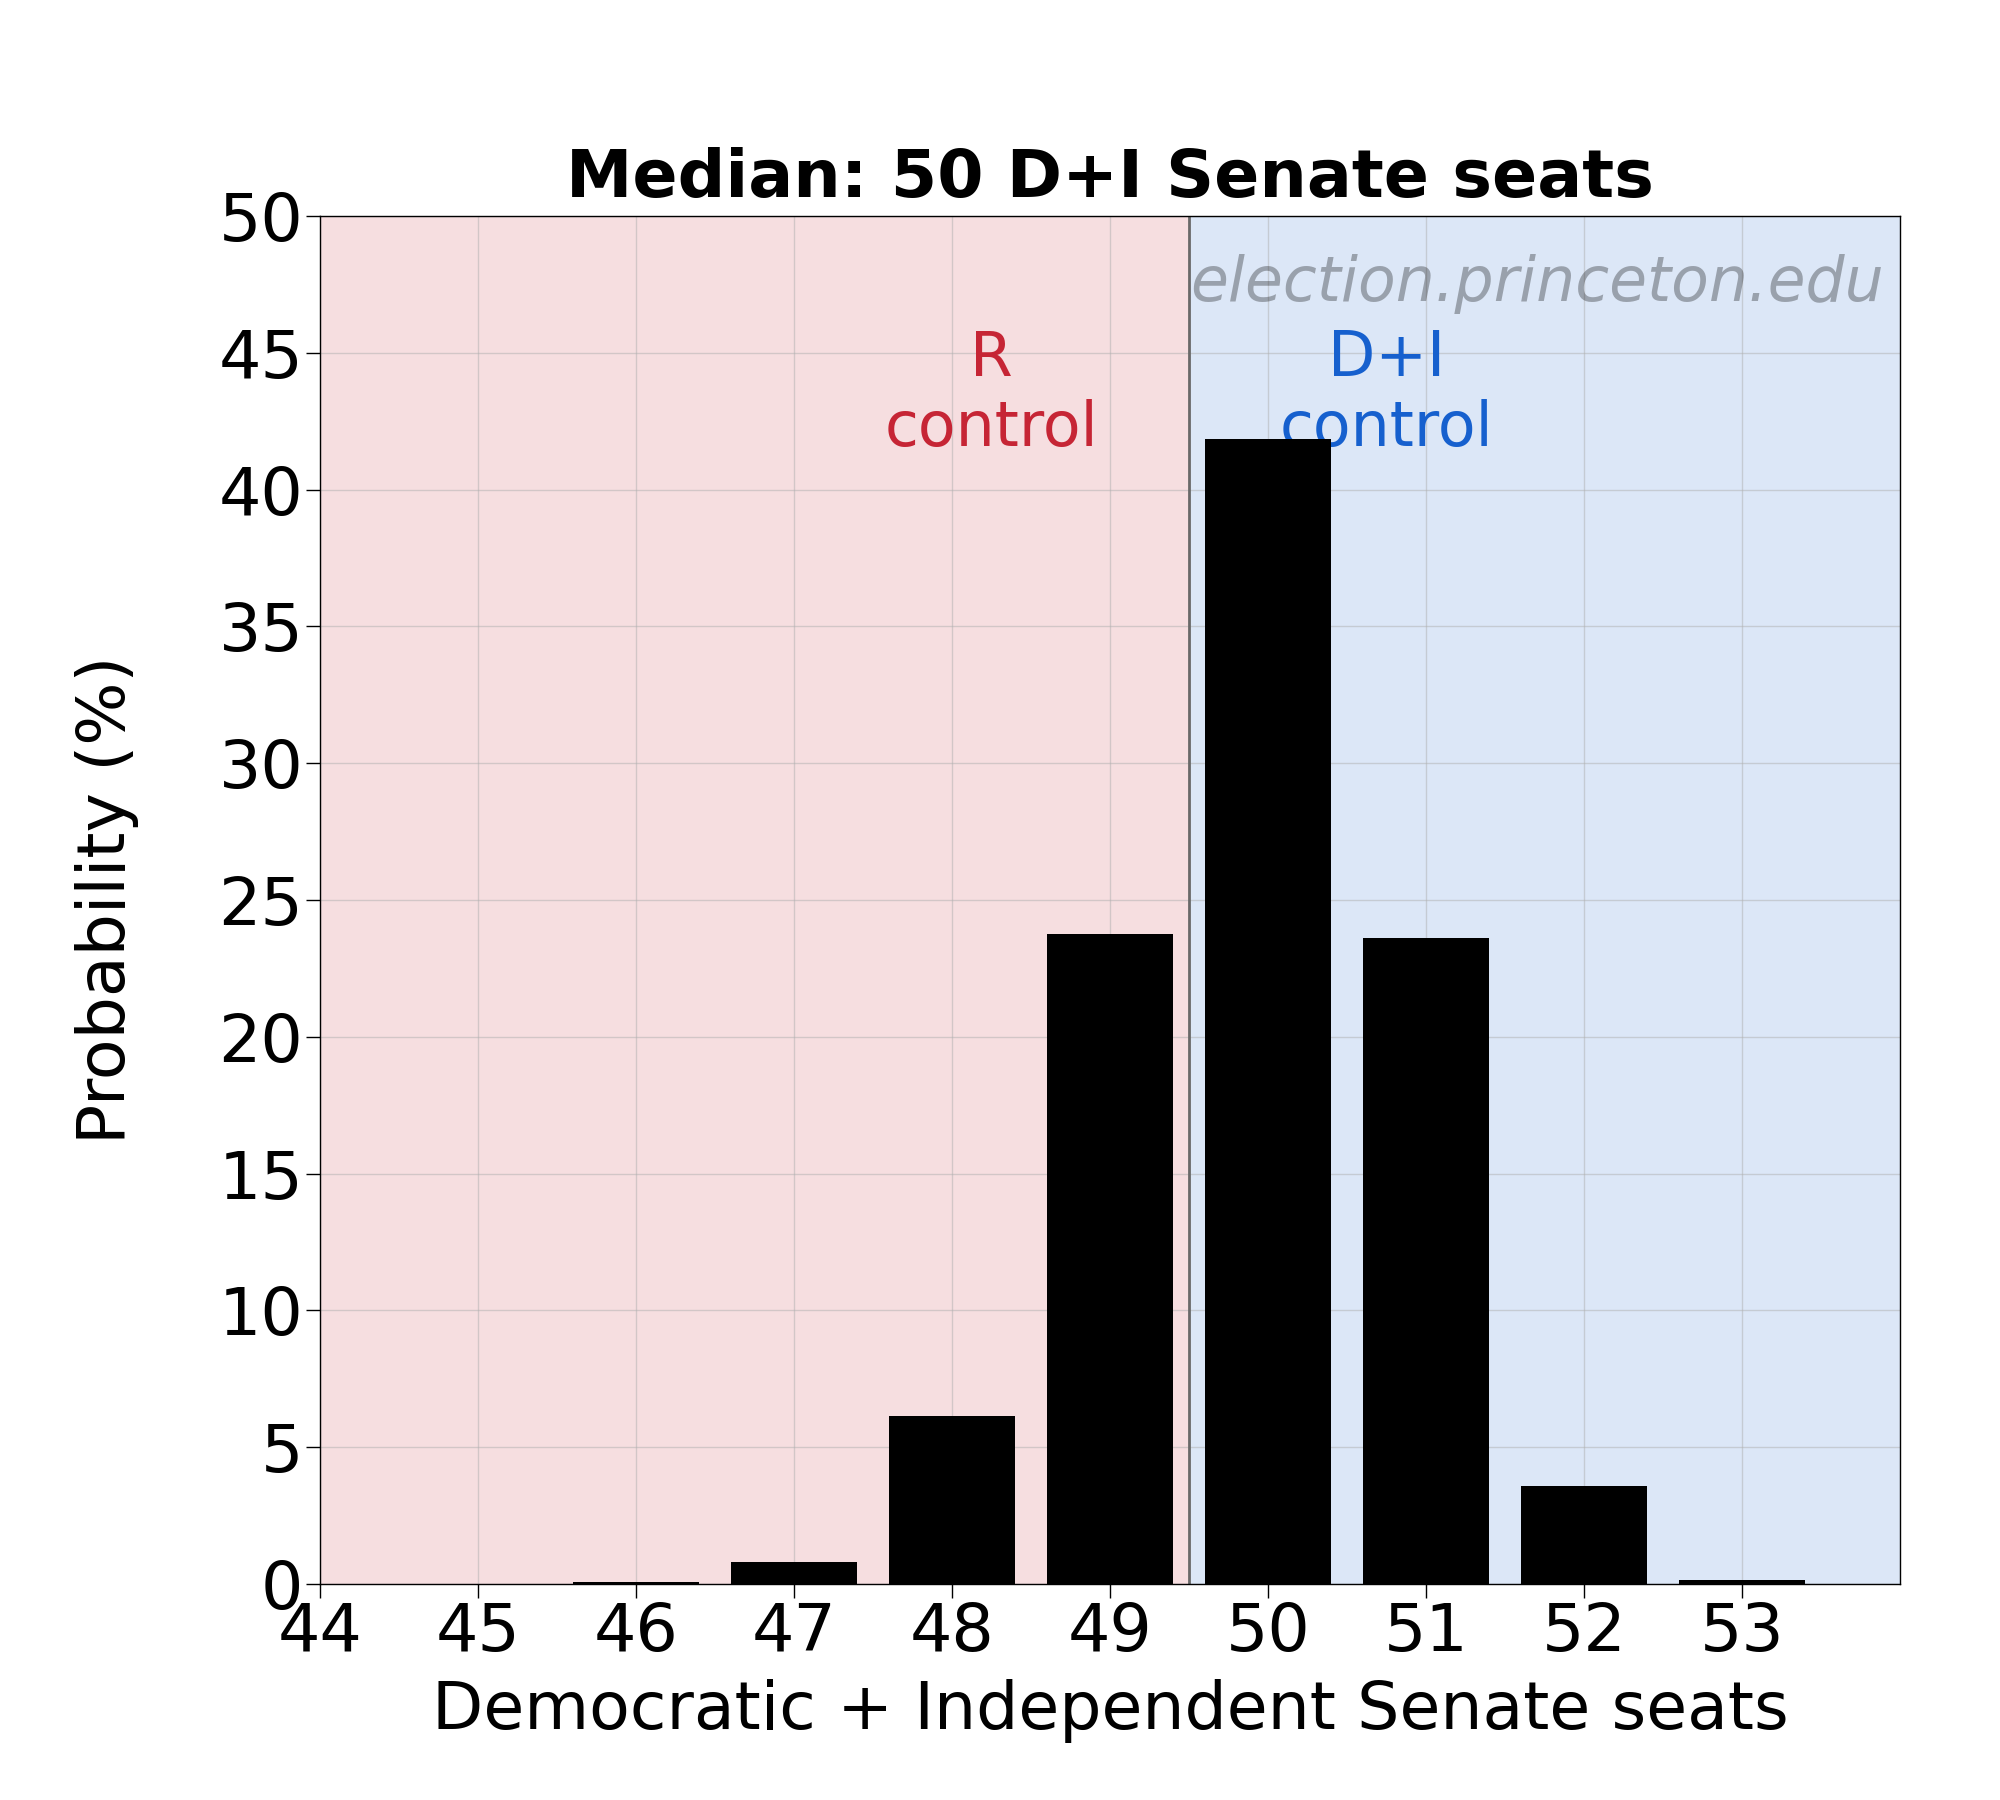 Median: 50 D+I Senate seats
election.princeton.edu
R
control
D+I
control
50
45
40
35
30
25
20
15
10
5
0
Probability (%)
44 45 46 47 48 49 50 51 52 53
Democratic + Independent Senate seats